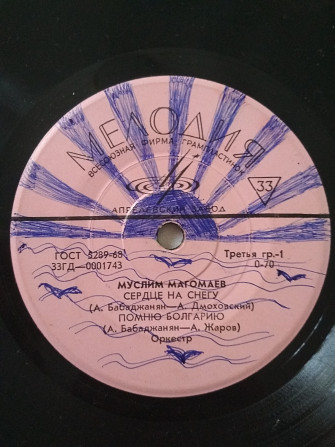 МЕЛОДИЯ
ВСЕСОЮЗНАЯ ФИРМА ГРАМПЛАСТИНОК
33
АПРЕЛЕВСКИЙ ЗАВОД
ГОСТ 5289-68
33ГД—0001743
Третья гр.-1
0-70
МУСЛИМ МАГОМАЕВ
СЕРДЦЕ НА СНЕГУ
(А. Бабаджанян—А. Дмоховский)
ПОМНЮ БОЛГАРИЮ
(А. Бабаджанян—А. Жаров)
Оркестр